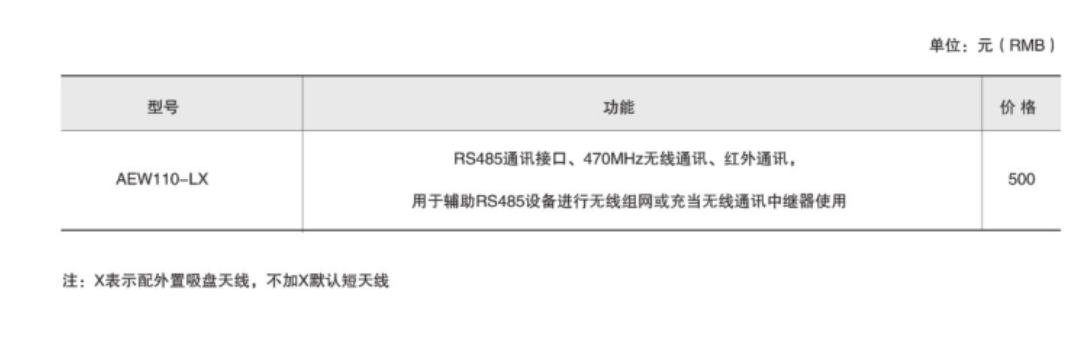 单位：元（RMB）
型号 功能 价格
RS485通讯接口、470MHz无线通讯、红外通讯，
AEW110-LX 500
用于辅助RS485设备进行无线组网或充当无线通讯中继器使用
注：X表示配外置吸盘天线，不加X默认短天线